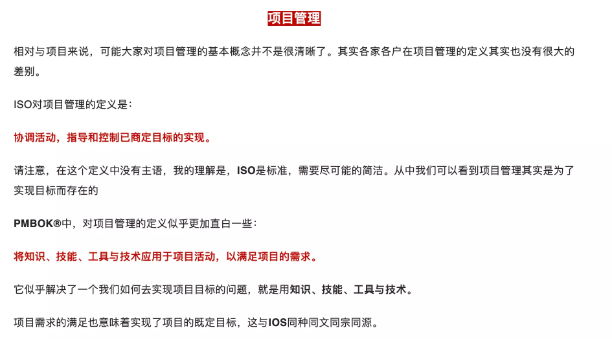 项目管理
相对与项目来说，可能大家对项目管理的基本概念并不是很清晰了。其实各家各户在项目管理的定义其实也没有很大的
差别。
ISO对项目管理的定义是：
协调活动，指导和控制已商定目标的实现。
请注意，在这个定义中没有主语，我的理解是，ISO是标准，需要尽可能的简洁。从中我们可以看到项目管理其实是为了
实现目标而存在的
PMBOK®中，对项目管理的定义似乎更加直白一些：
将知识、技能、工具与技术应用于项目活动，以满足项目的需求。
它似乎解决了一个我们如何去实现项目目标的问题，就是用知识、技能、工具与技术。
项目需求的满足也意味着实现了项目的既定目标，这与IOS同种同文同宗同源。